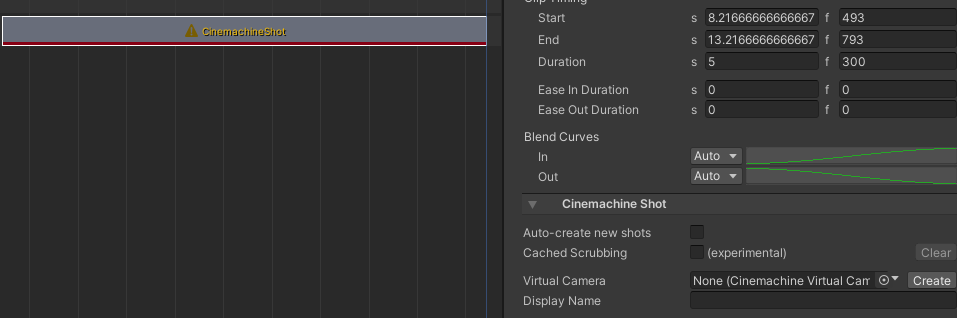 Clip Timing
CinemachineShot
Start s 8.21666666666667 f 493
End s 13.2166666666667 f 793
Duration s 5 f 300
Ease In Duration s 0 f 0
Ease Out Duration s 0 f 0
Blend Curves
In Auto
Out Auto
Cinemachine Shot
Auto-create new shots
Cached Scrubbing (experimental) Clear
Virtual Camera None (Cinemachine Virtual Cam Create
Display Name